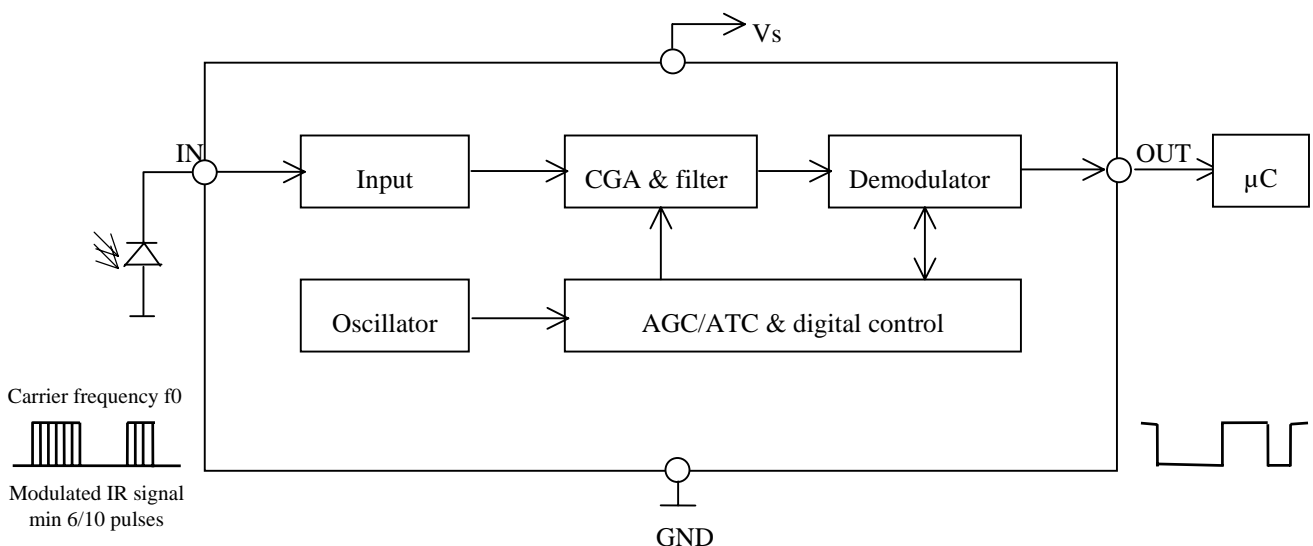 Vs
IN
OUT
Input
CGA & filter
Demodulator
µC
Oscillator
AGC/ATC & digital control
Carrier frequency f0
Modulated IR signal
min 6/10 pulses
GND